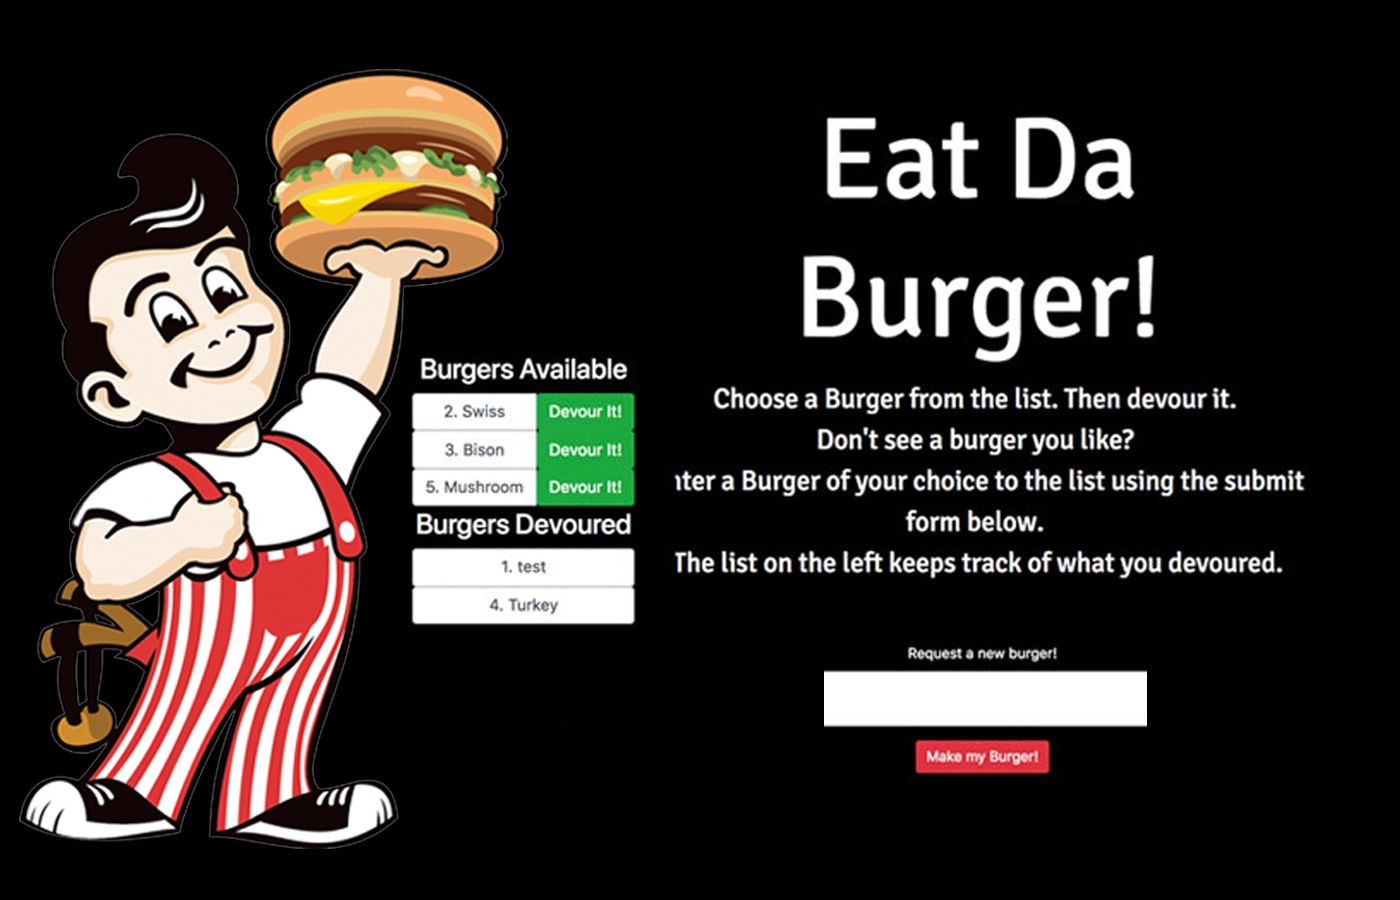 Eat Da
Burger!
Choose a Burger from the list. Then devour it.
Don't see a burger you like?
nter a Burger of your choice to the list using the submit
form below.
The list on the left keeps track of what you devoured.
Request a new burger!
Make my Burger!
Burgers Available
2. Swiss Devour It!
3. Bison Devour It!
5. Mushroom Devour It!
Burgers Devoured
1. test
4. Turkey